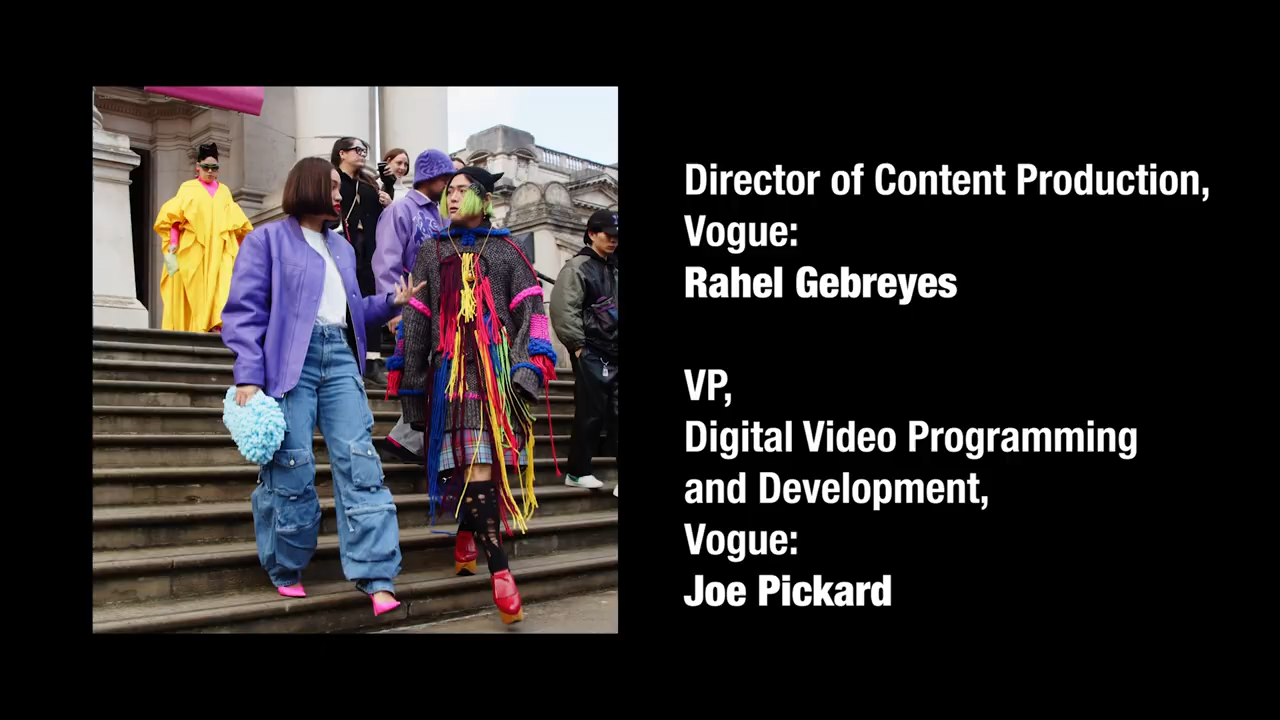 Director of Content Production,
Vogue:
Rahel Gebreyes
VP,
Digital Video Programming
and Development,
Vogue:
Joe Pickard